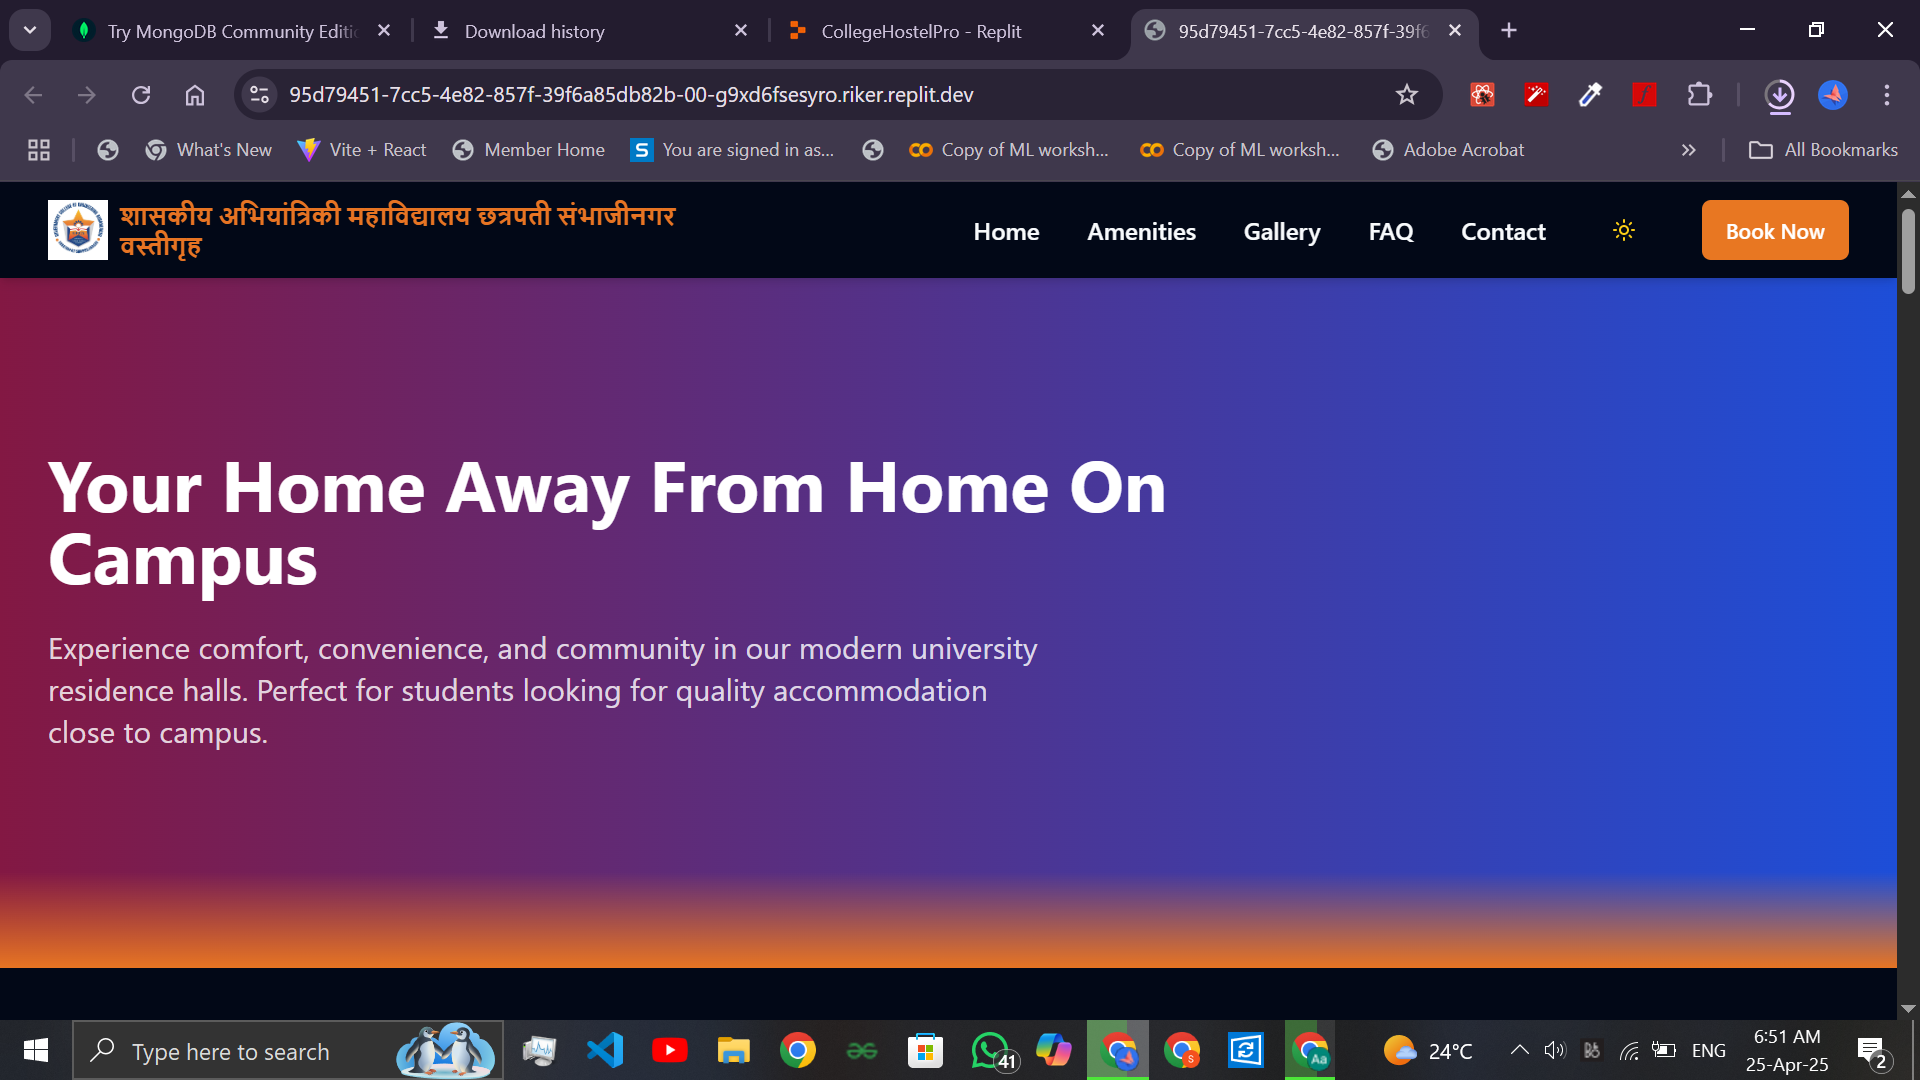 Try MongoDB Community Editio
Download history
CollegeHostelPro - Replit
95d79451-7cc5-4e82-857f-39f6
95d79451-7cc5-4e82-857f-39f6a85db82b-00-g9xd6fsesyro.riker.replit.dev
What's New
Vite + React
Member Home
You are signed in as...
Copy of ML worksh...
Copy of ML worksh...
Adobe Acrobat
All Bookmarks
शासकीय अभियांत्रिकी महाविद्यालय छत्रपती संभाजीनगर
वस्तीगृह
Home
Amenities
Gallery
FAQ
Contact
Book Now
Your Home Away From Home On
Campus
Experience comfort, convenience, and community in our modern university
residence halls. Perfect for students looking for quality accommodation
close to campus.
Type here to search
41
24°C
ENG
6:51 AM
25-Apr-25
2